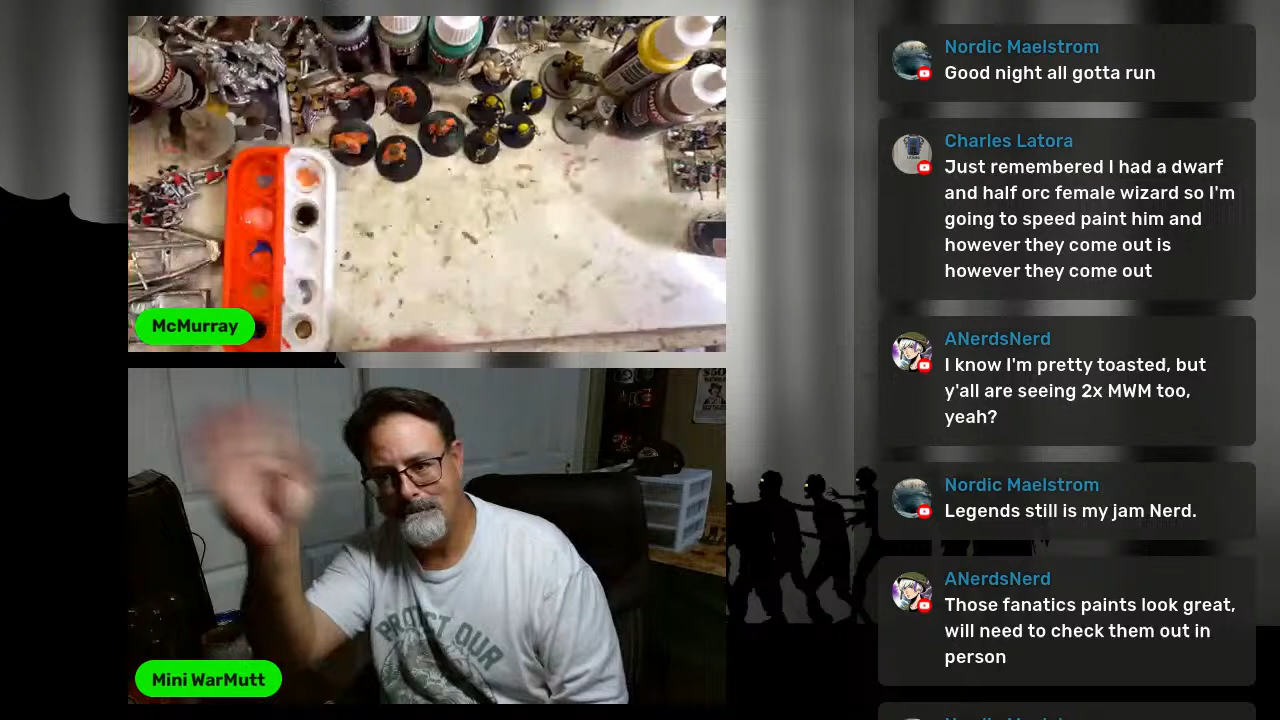 McMurray
PROTECT OUR
Mini WarMutt
Nordic Maelstrom
Good night all gotta run
Charles Latora
Just remembered I had a dwarf
and half orc female wizard so I'm
going to speed paint him and
however they come out is
however they come out
ANerdsNerd
I know I'm pretty toasted, but
y'all are seeing 2x MWM too,
yeah?
Nordic Maelstrom
Legends still is my jam Nerd.
ANerdsNerd
Those fanatics paints look great,
will need to check them out in
person